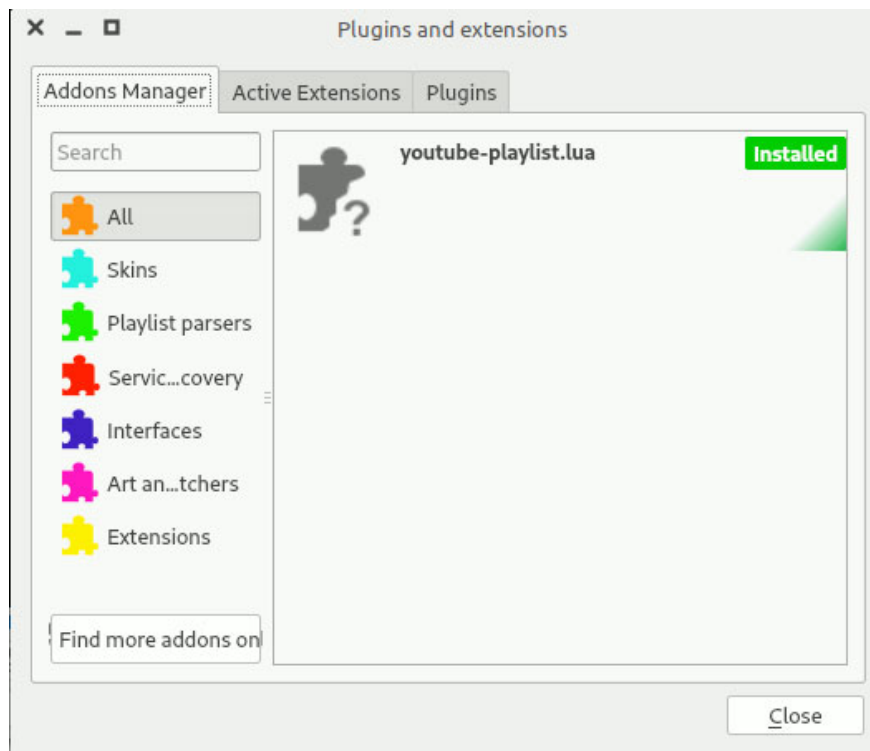 Plugins and extensions
Addons Manager
Active Extensions
Plugins
Search
youtube-playlist.lua
Installed
All
Skins
Playlist parsers
Servic...covery
Interfaces
Art an...tchers
Extensions
Find more addons onl
Close